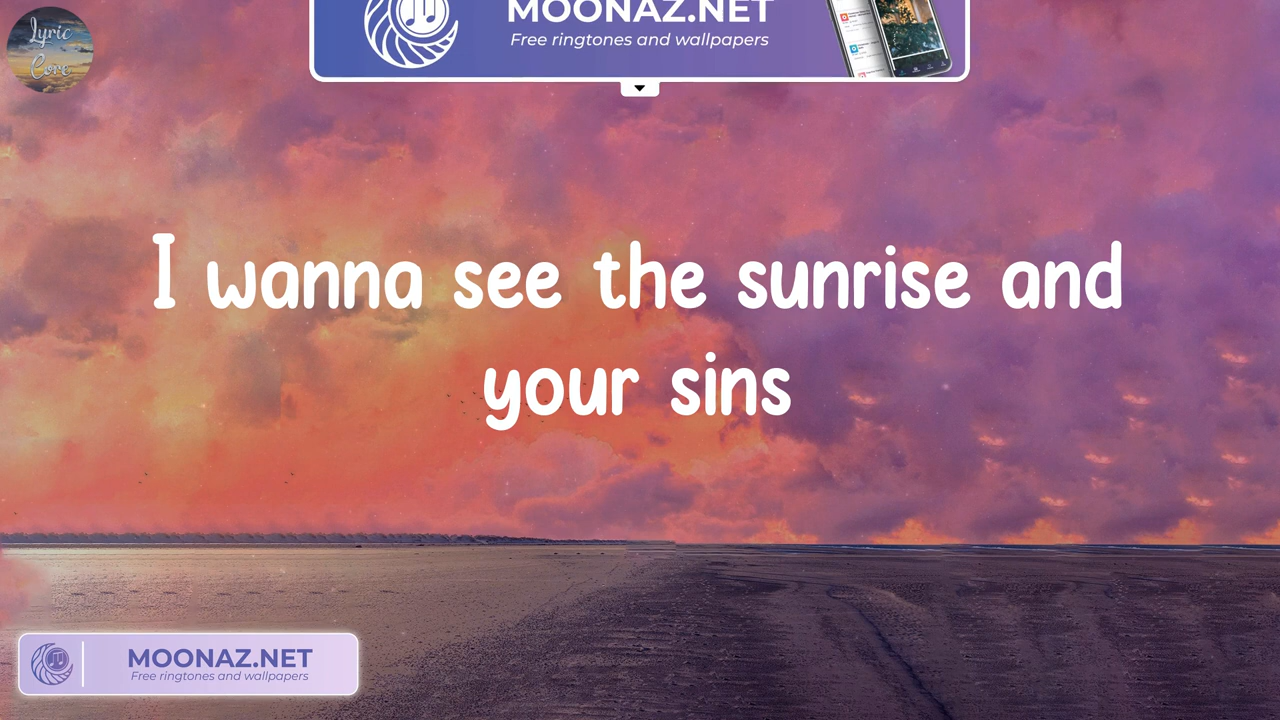 Lyric
Core
MOONAZ.NET
Free ringtones and wallpapers
I wanna see the sunrise and
your sins
MOONAZ.NET
Free ringtones and wallpapers